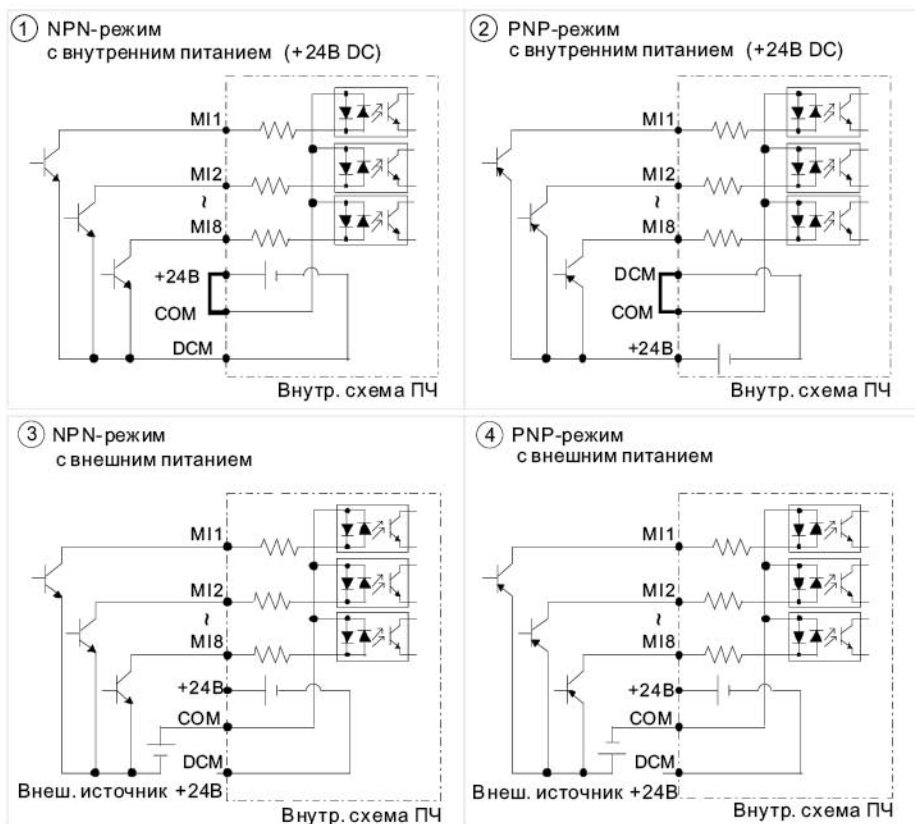 1 NPN-режим
с внутренним питанием (+24В DC)
MI1
MI2
~
MI8
+24В
COM
DCM
Внутр. схема ПЧ
2 PNP-режим
с внутренним питанием (+24В DC)
MI1
MI2
~
MI8
DCM
COM
+24В
Внутр. схема ПЧ
3 NPN-режим
с внешним питанием
MI1
MI2
~
MI8
+24В
COM
DCM
Внеш. источник +24В
Внутр. схема ПЧ
4 PNP-режим
с внешним питанием
MI1
MI2
~
MI8
+24В
COM
DCM
Внеш. источник +24В
Внутр. схема ПЧ